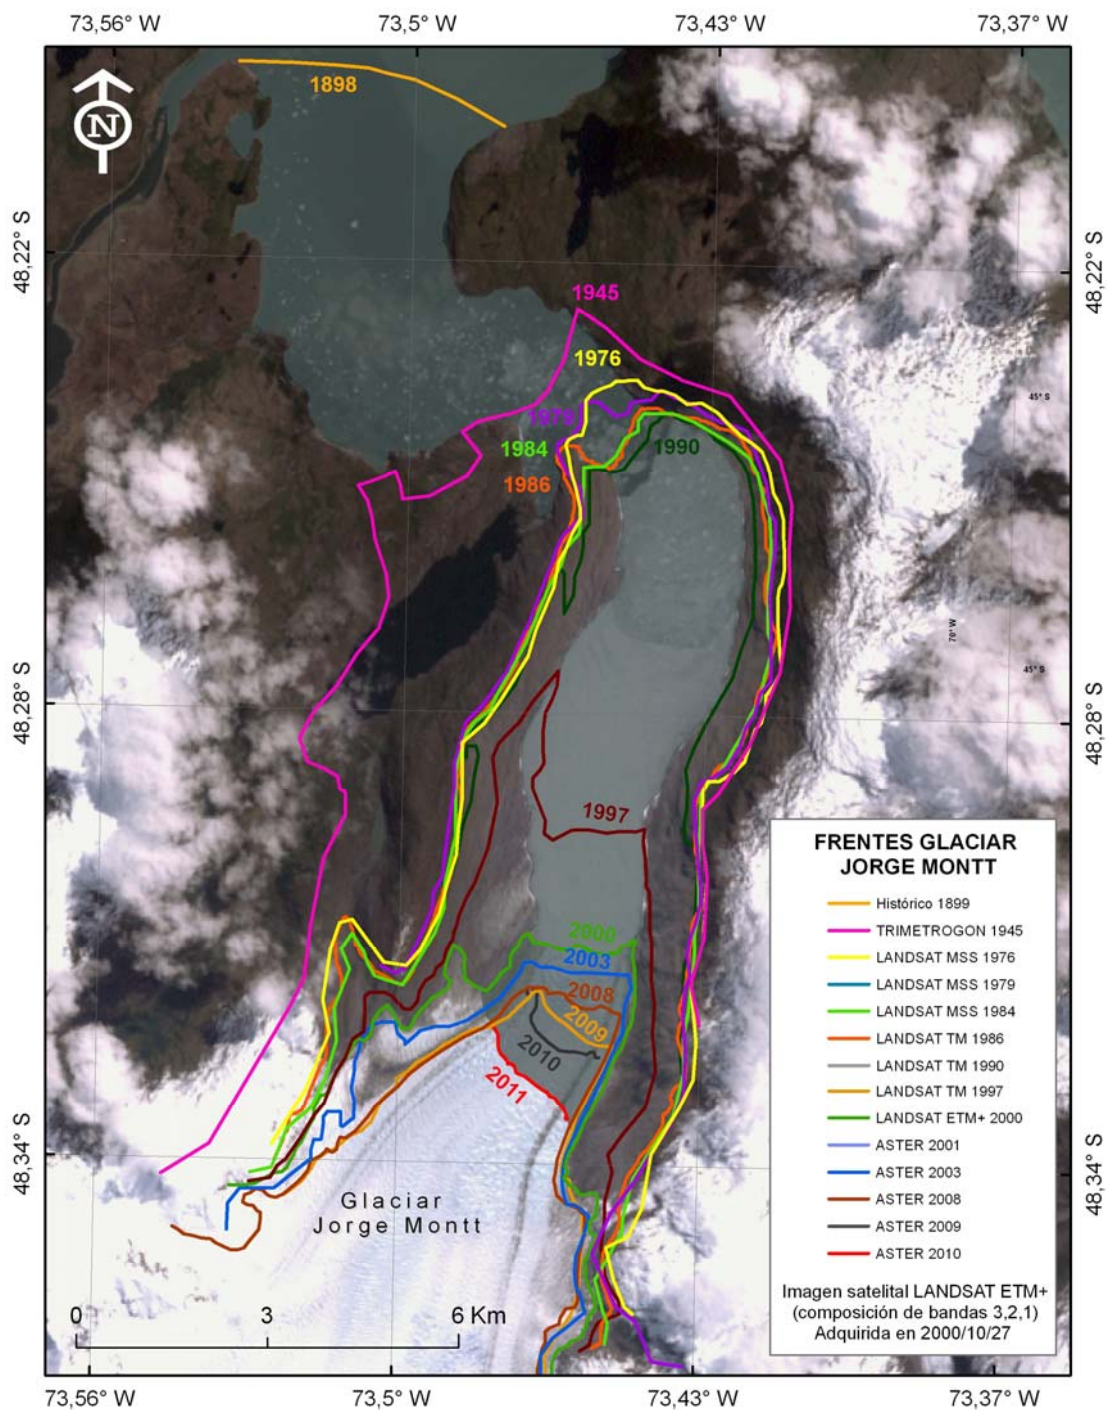 73,56° W
73,5° W
73,43° W
73,37° W
N
1898
48,22° S
48,22° S
1945
1976
45° S
1979
1984
1990
1986
70° W
45° S
48,28° S
48,28° S
1997
FRENTES GLACIAR
JORGE MONTT
Histórico 1899
TRIMETROGON 1945
LANDSAT MSS 1976
LANDSAT MSS 1979
LANDSAT MSS 1984
LANDSAT TM 1986
LANDSAT TM 1990
LANDSAT TM 1997
LANDSAT ETM+ 2000
ASTER 2001
ASTER 2003
ASTER 2008
ASTER 2009
ASTER 2010
Imagen satelital LANDSAT ETM+
(composición de bandas 3,2,1)
Adquirida en 2000/10/27
2000
2003
2008
2009
2010
2011
48,34° S
48,34° S
Glaciar
Jorge Montt
0 3 6 Km
73,56° W
73,5° W
73,43° W
73,37° W